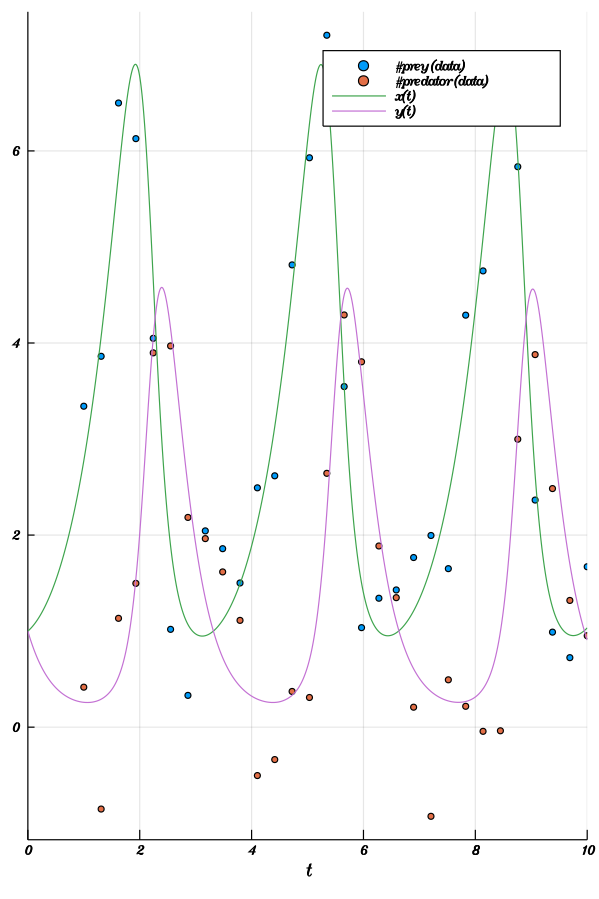 #prey (data)
#predator (data)
x(t)
y(t)
6
4
2
0
0 2 4 6 8 10
t